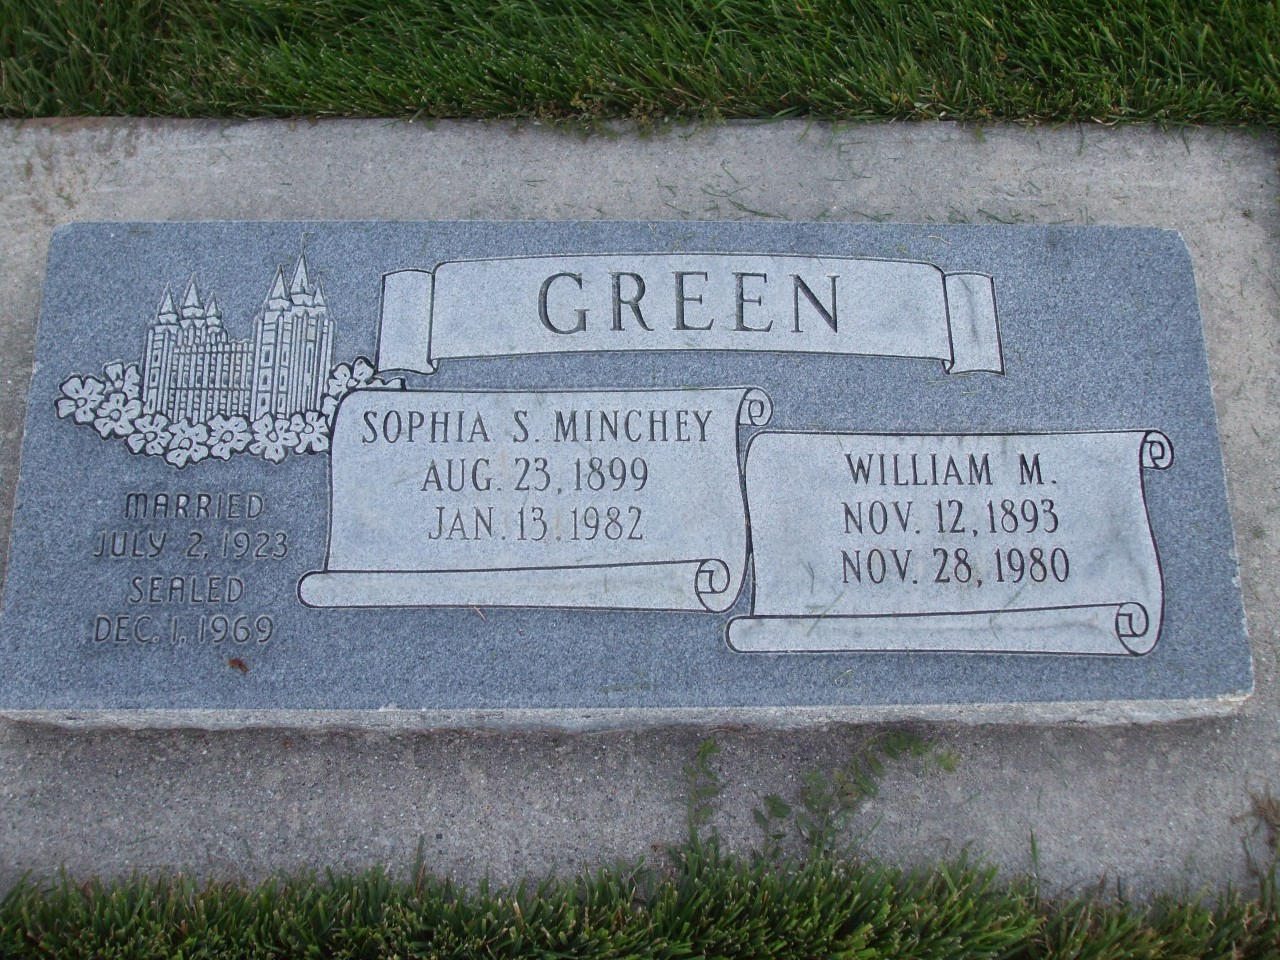 GREEN
SOPHIA S. MINCHEY
AUG. 23, 1899
JAN. 13, 1982
WILLIAM M.
NOV. 12, 1893
NOV. 28, 1980
MARRIED
JULY 2, 1923
SEALED
DEC. 1, 1969